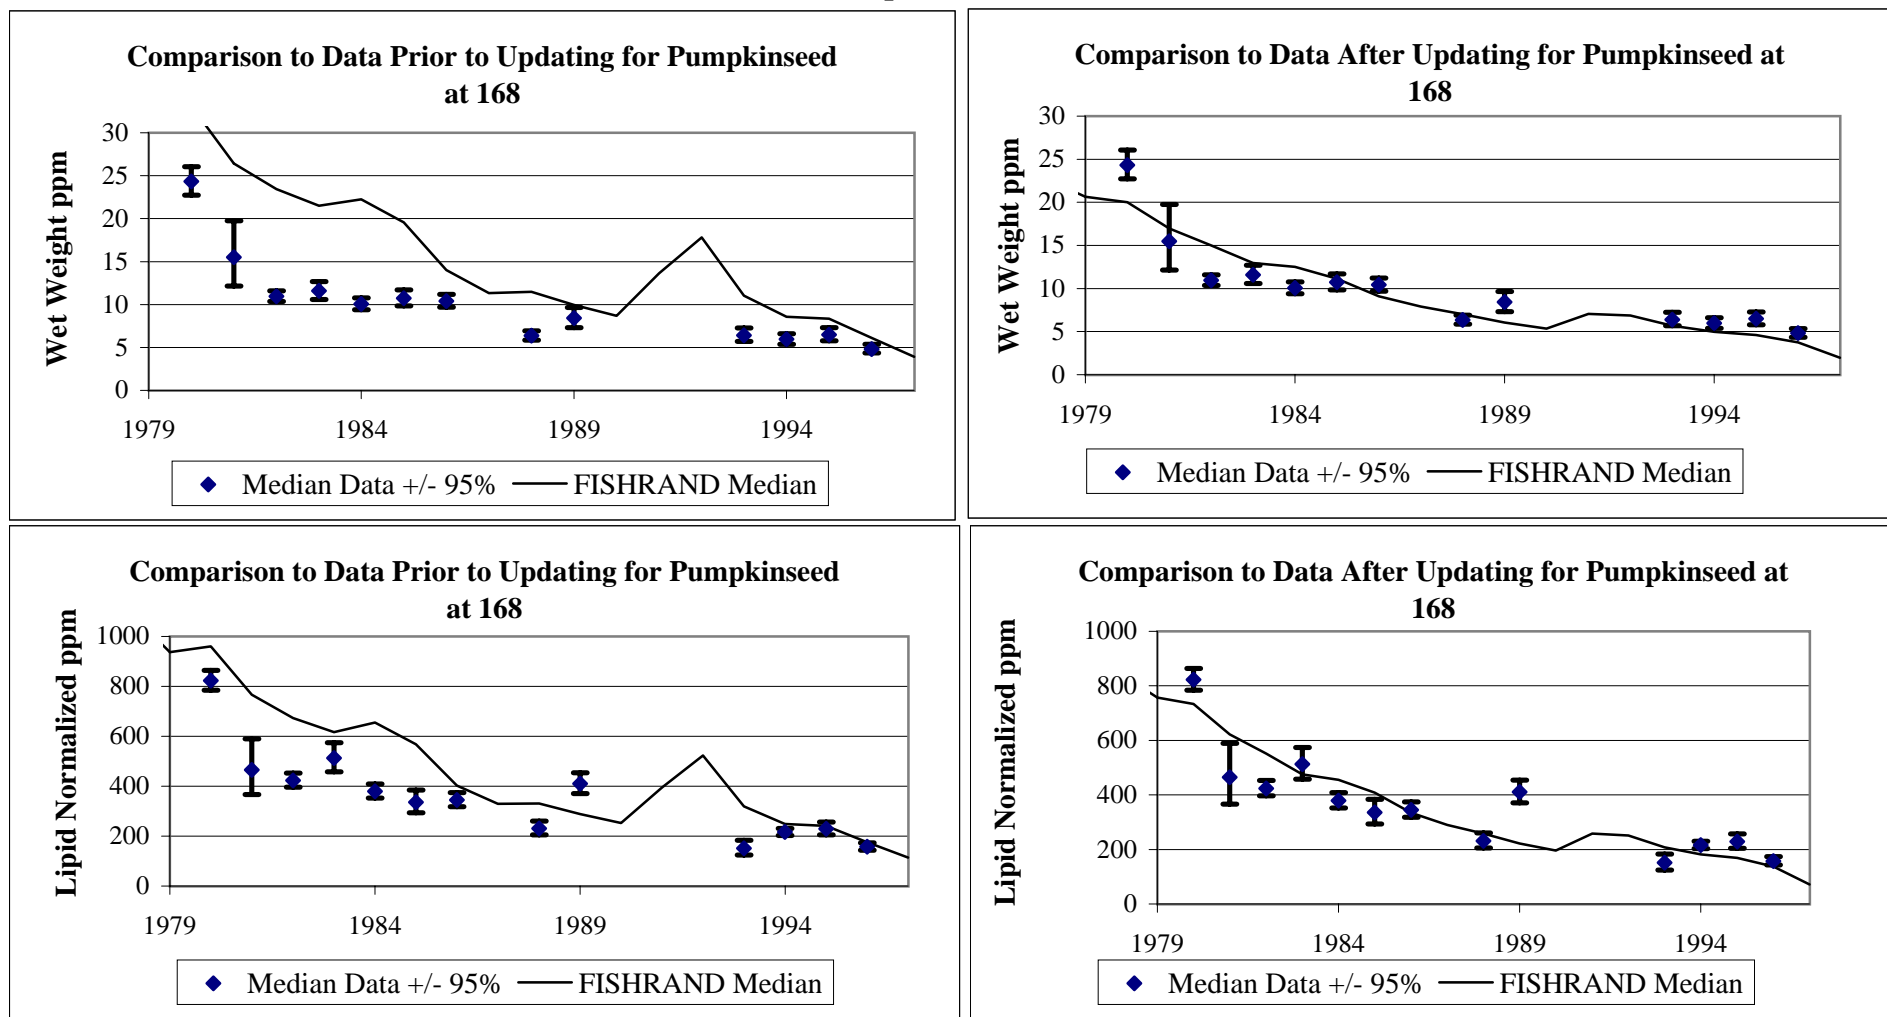 Comparison to Data Prior to Updating for Pumpkinseed
at 168
Wet Weight ppm
30
25
20
15
10
5
0
1979 1984 1989 1994
Median Data +/- 95% FISHRAND Median
Comparison to Data After Updating for Pumpkinseed at
168
Wet Weight ppm
30
25
20
15
10
5
0
1979 1984 1989 1994
Median Data +/- 95% FISHRAND Median
Comparison to Data Prior to Updating for Pumpkinseed
at 168
Lipid Normalized ppm
1000
800
600
400
200
0
1979 1984 1989 1994
Median Data +/- 95% FISHRAND Median
Comparison to Data After Updating for Pumpkinseed at
168
Lipid Normalized ppm
1000
800
600
400
200
0
1979 1984 1989 1994
Median Data +/- 95% FISHRAND Median